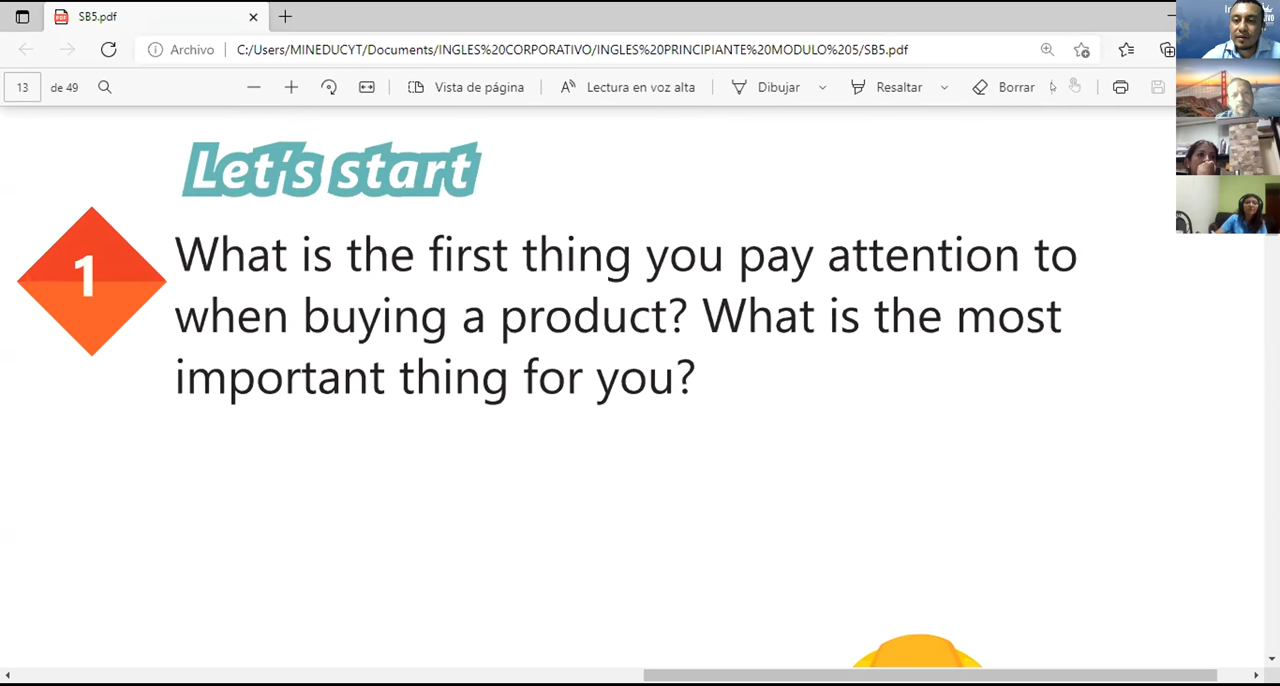 SB5.pdf
Archivo
C:/Users/MINEDUCYT/Documents/INGLES%20CORPORATIVO/INGLES%20PRINCIPIANTE%20MODULO%205/SB5.pdf
13 de 49
Vista de página
Lectura en voz alta
Dibujar
Resaltar
Borrar
Let's start
1
What is the first thing you pay attention to
when buying a product? What is the most
important thing for you?